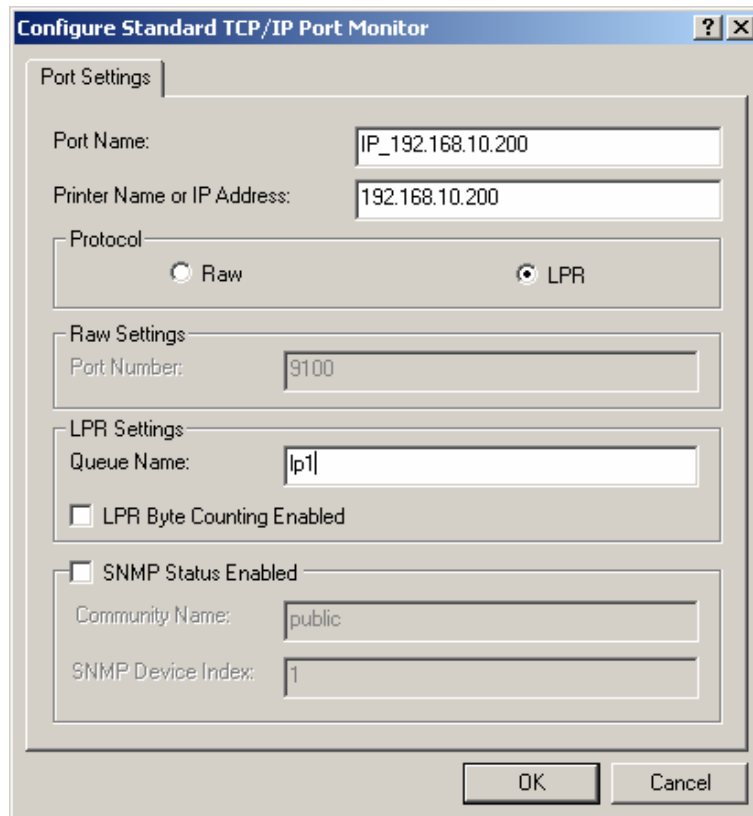 Configure Standard TCP/IP Port Monitor
Port Settings
Port Name: IP_192.168.10.200
Printer Name or IP Address: 192.168.10.200
Protocol
Raw LPR
Raw Settings
Port Number: 9100
LPR Settings
Queue Name: lp1
LPR Byte Counting Enabled
SNMP Status Enabled
Community Name: public
SNMP Device Index: 1
OK Cancel